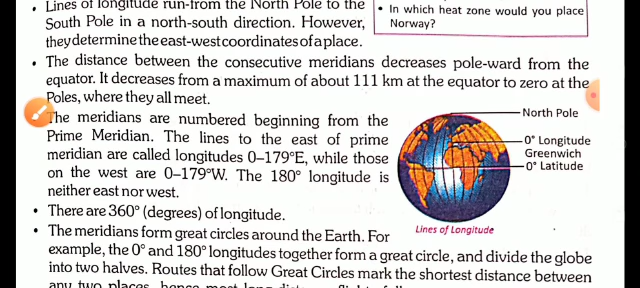 • Lines of longitude run-from the North Pole to the
South Pole in a north-south direction. However,
they determine the east-west coordinates of a place.
• In which heat zone would you place
Norway?
• The distance between the consecutive meridians decreases pole-ward from the
equator. It decreases from a maximum of about 111 km at the equator to zero at the
Poles, where they all meet.
The meridians are numbered beginning from the
Prime Meridian. The lines to the east of prime
meridian are called longitudes 0–179°E, while those
on the west are 0–179°W. The 180° longitude is
neither east nor west.
• There are 360° (degrees) of longitude.
• The meridians form great circles around the Earth. For
North Pole
0° Longitude
Greenwich
0° Latitude
Lines of Longitude
example, the 0° and 180° longitudes together form a great circle, and divide the globe
into two halves. Routes that follow Great Circles mark the shortest distance between
any two places, hence most long